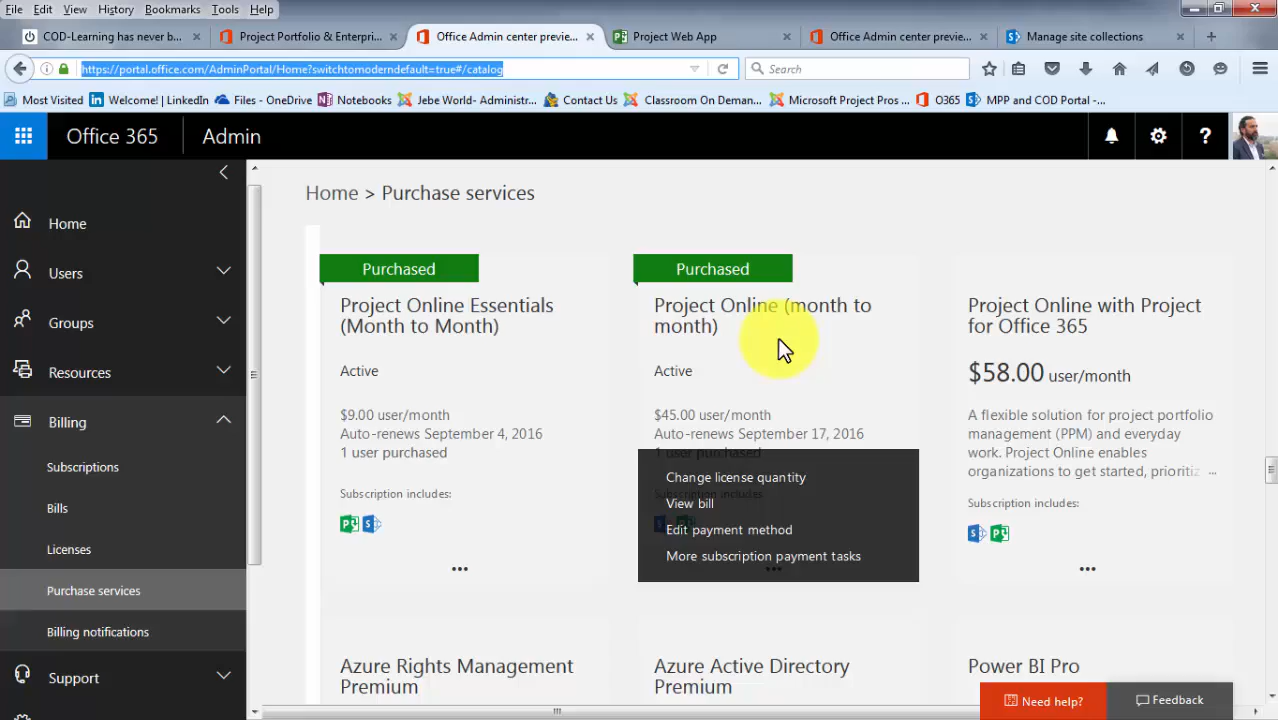 File Edit View History Bookmarks Tools Help
COD-Learning has never b... Project Portfolio & Enterpri... Office Admin center previe... Project Web App Office Admin center previe... Manage site collections
https://portal.office.com/AdminPortal/Home?switchtomoderndefault=true#/catalog Search
Most Visited Welcome! | LinkedIn Files - OneDrive Notebooks Jebe World- Administr... Contact Us Classroom On Deman... Microsoft Project Pros ... O365 MPP and COD Portal -...
Office 365 Admin ?
Home > Purchase services
Home
Users
Groups
Resources
Billing
Subscriptions
Bills
Licenses
Purchase services
Billing notifications
Support
Purchased
Project Online Essentials
(Month to Month)
Active
$9.00 user/month
Auto-renews September 4, 2016
1 user purchased
Subscription includes:
Purchased
Project Online (month to
month)
Active
$45.00 user/month
Auto-renews September 17, 2016
1 user purchased
Change license quantity
Subscription includes:
View bill
Edit payment method
More subscription payment tasks
Project Online with Project
for Office 365
$58.00 user/month
A flexible solution for project portfolio
management (PPM) and everyday
work. Project Online enables
organizations to get started, prioritiz ...
Subscription includes:
Azure Rights Management
Premium
Azure Active Directory
Premium
Power BI Pro
Need help? Feedback